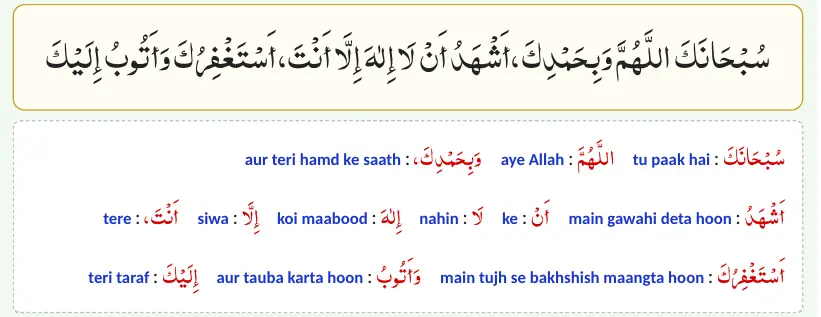 سُبْحَانَكَ اللَّهُمَّ وَبِحَمْدِكَ، أَشْهَدُ أَنْ لَا إِلٰهَ إِلَّا أَنْتَ، أَسْتَغْفِرُكَ وَأَتُوبُ إِلَيْكَ
سُبْحَانَكَ : tu paak hai اللَّهُمَّ : aye Allah وَبِحَمْدِكَ، : aur teri hamd ke saath
أَشْهَدُ : main gawahi deta hoon أَنْ : ke لَا : nahin إِلٰهَ : koi maabood إِلَّا : siwa أَنْتَ، : tere
أَسْتَغْفِرُكَ : main tujh se bakhshish maangta hoon وَأَتُوبُ : aur tauba karta hoon إِلَيْكَ : teri taraf